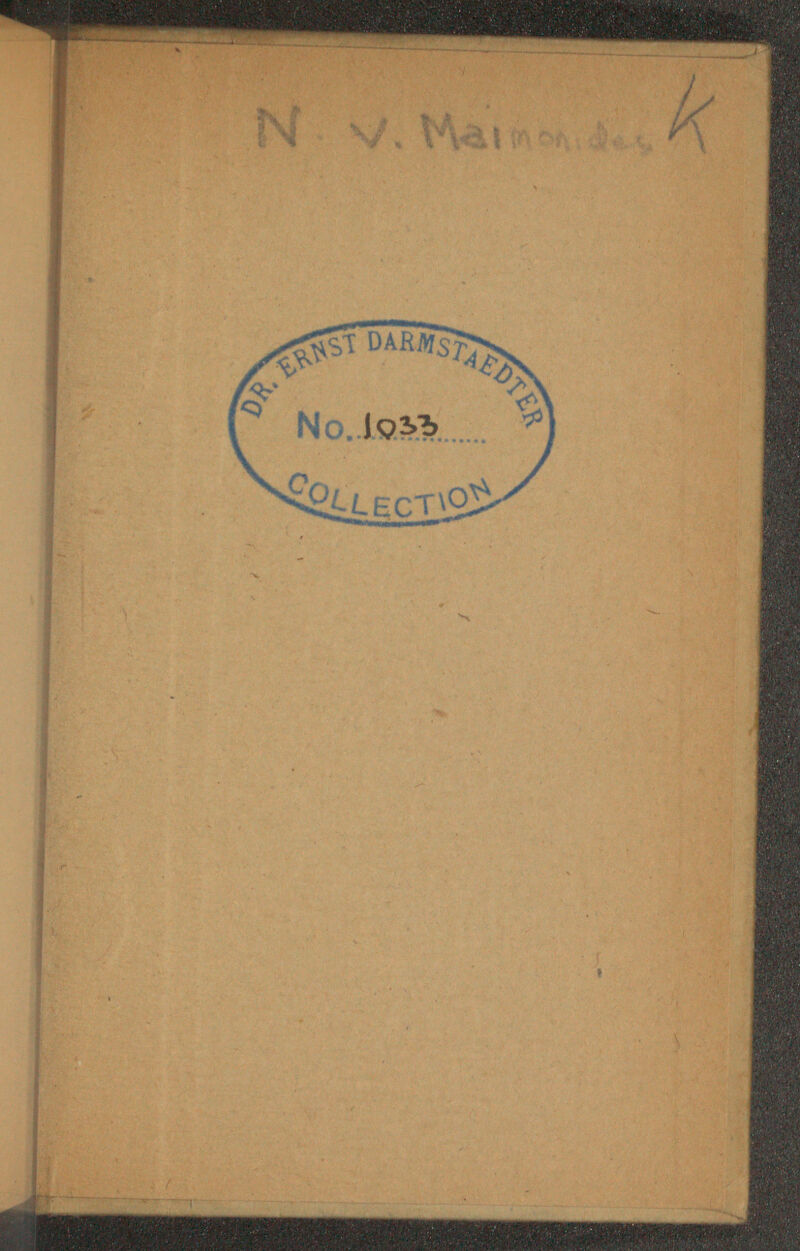 N. V. Maimonides K
DR. ERNST DARMSTAEDTER
No. 1033
COLLECTION